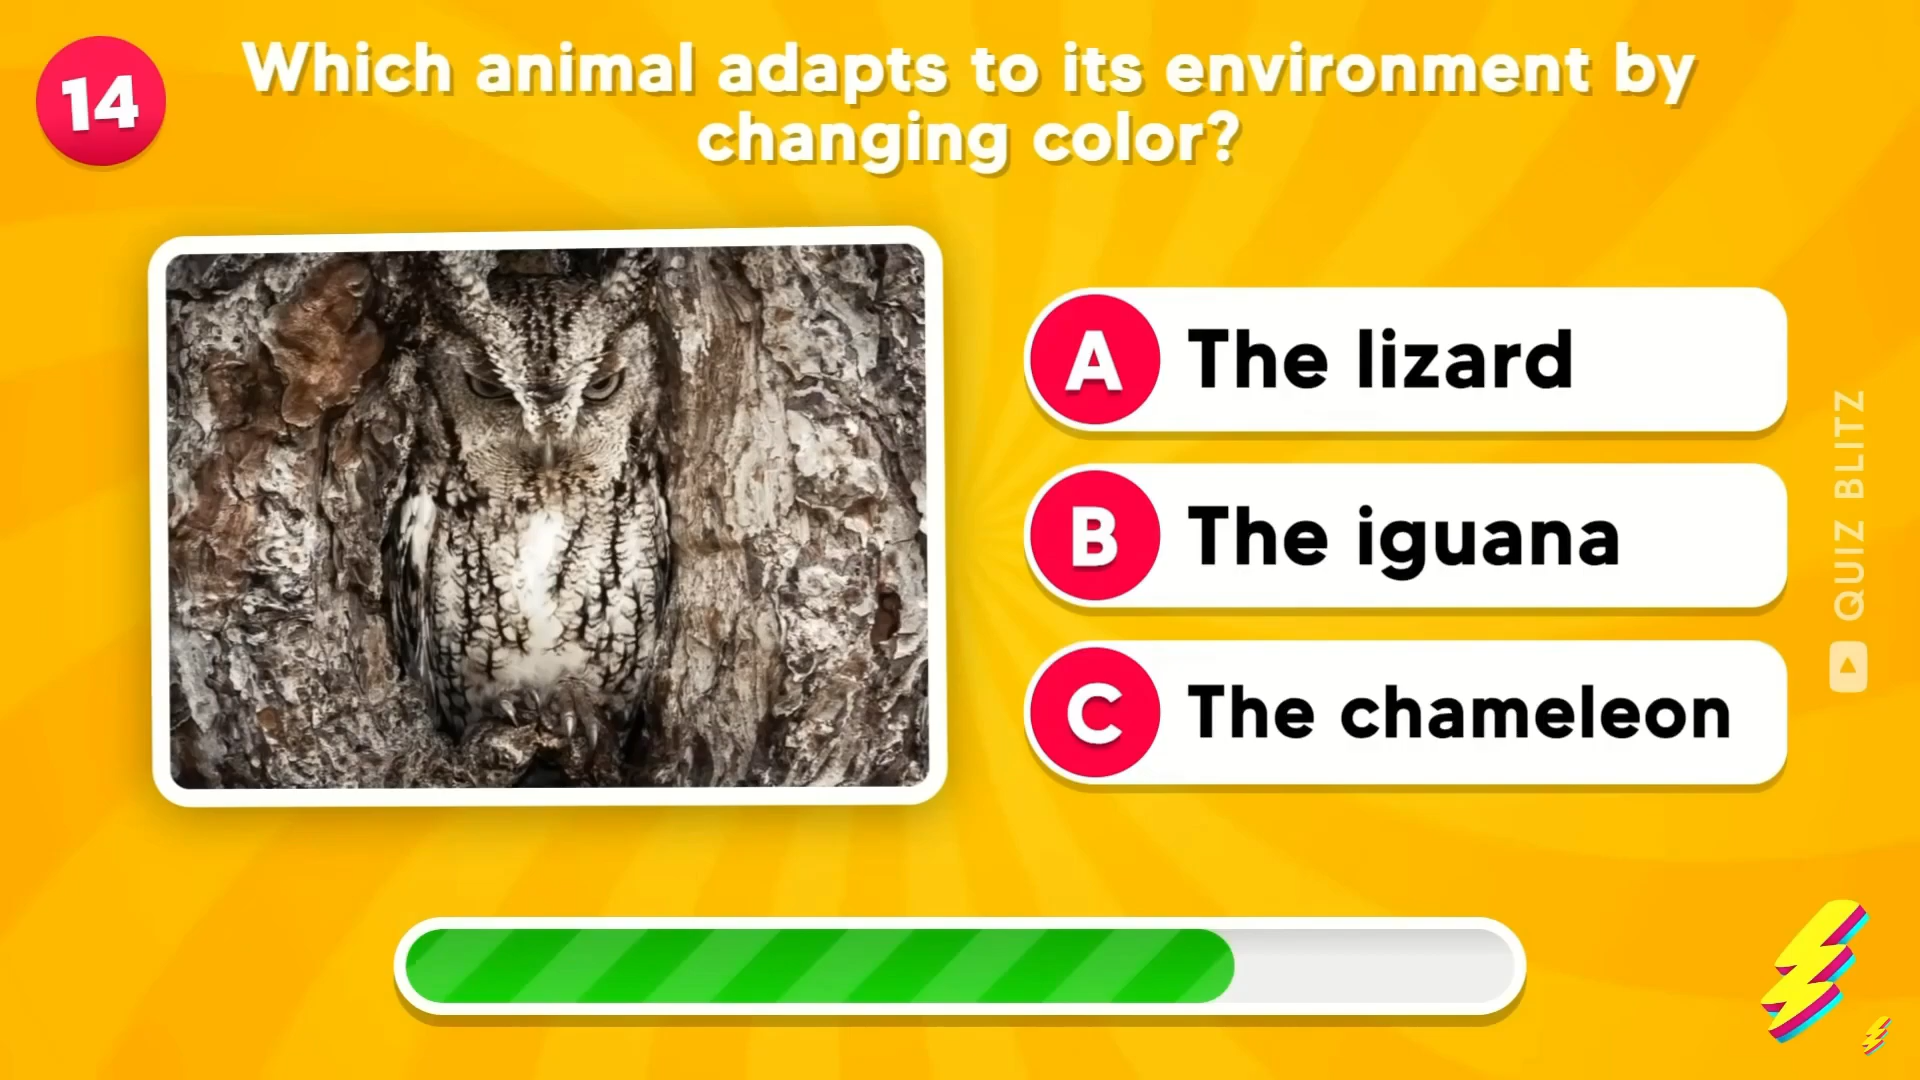 14
Which animal adapts to its environment by
changing color?
A The lizard
B The iguana
C The chameleon
QUIZ BLITZ